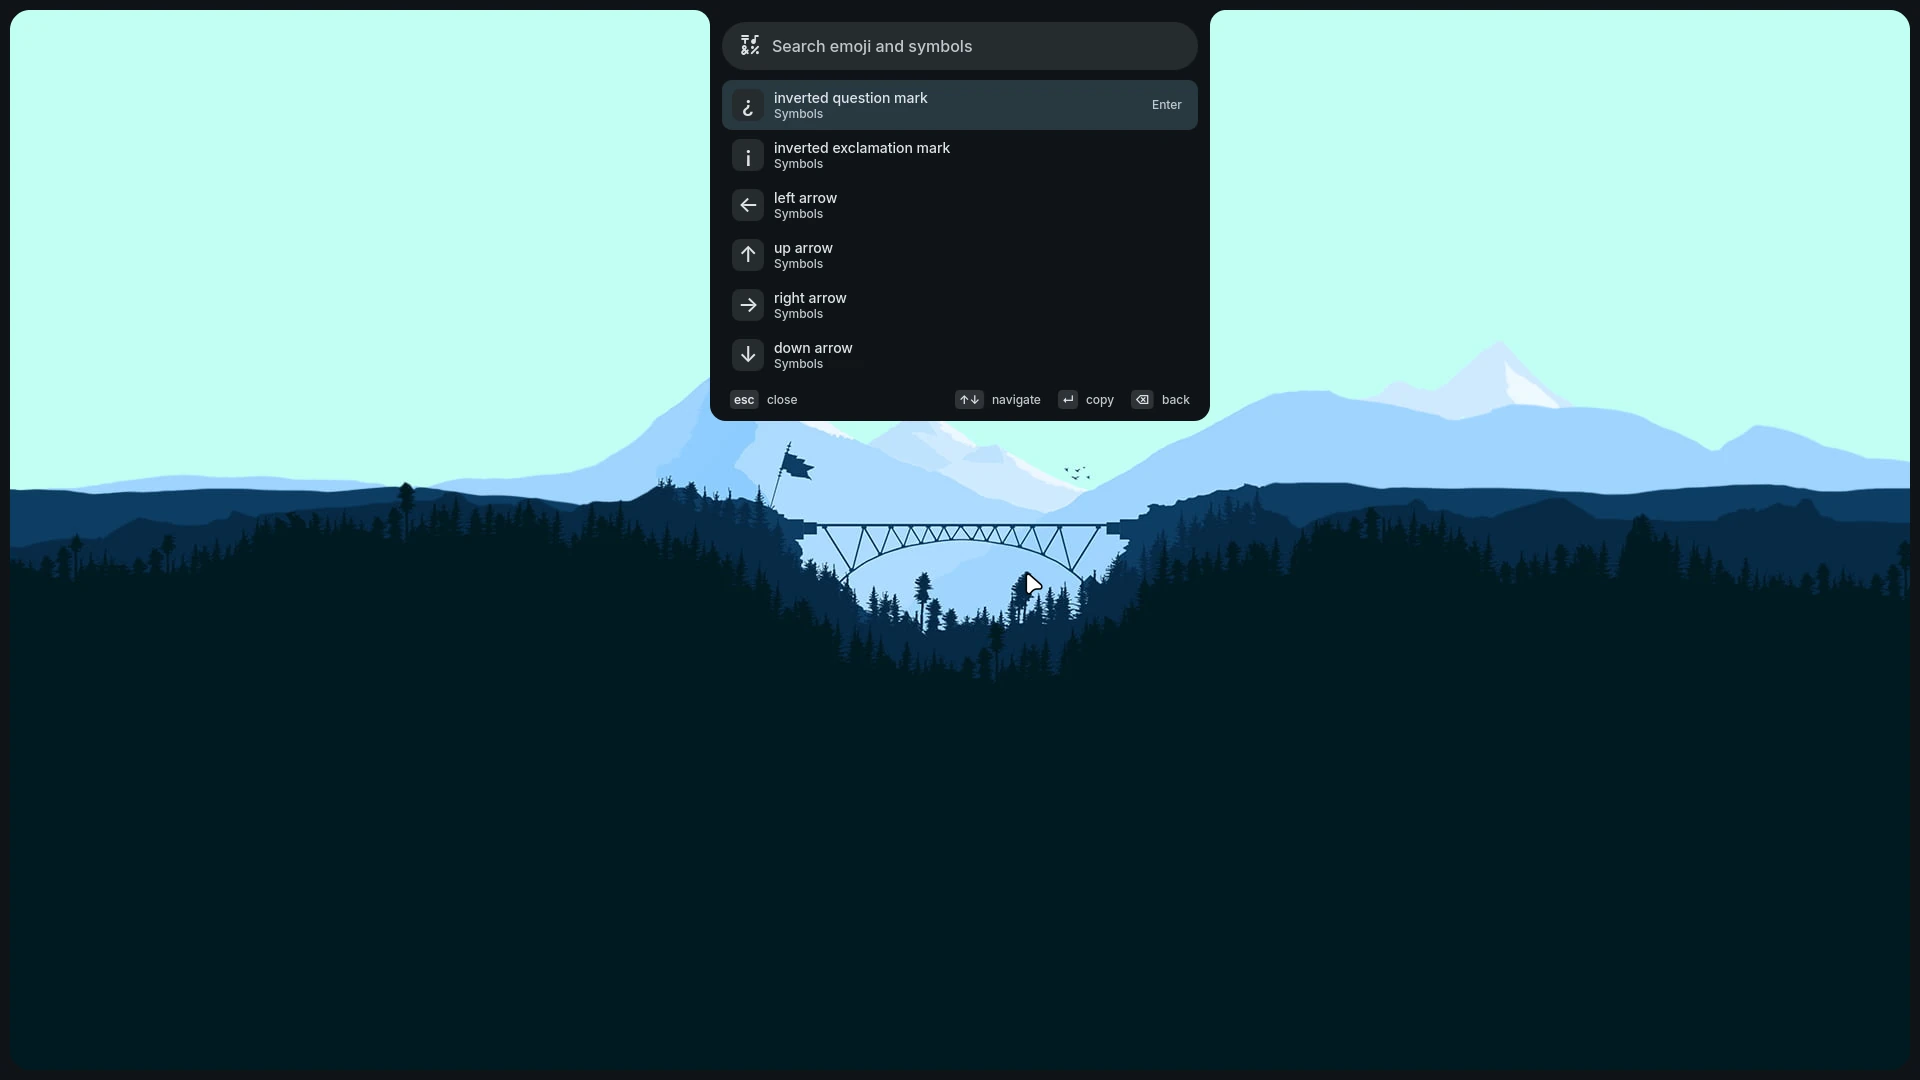 Search emoji and symbols
¿
inverted question mark
Symbols
Enter
¡
inverted exclamation mark
Symbols
←
left arrow
Symbols
↑
up arrow
Symbols
→
right arrow
Symbols
↓
down arrow
Symbols
esc close ↑↓ navigate ↵ copy ⌫ back